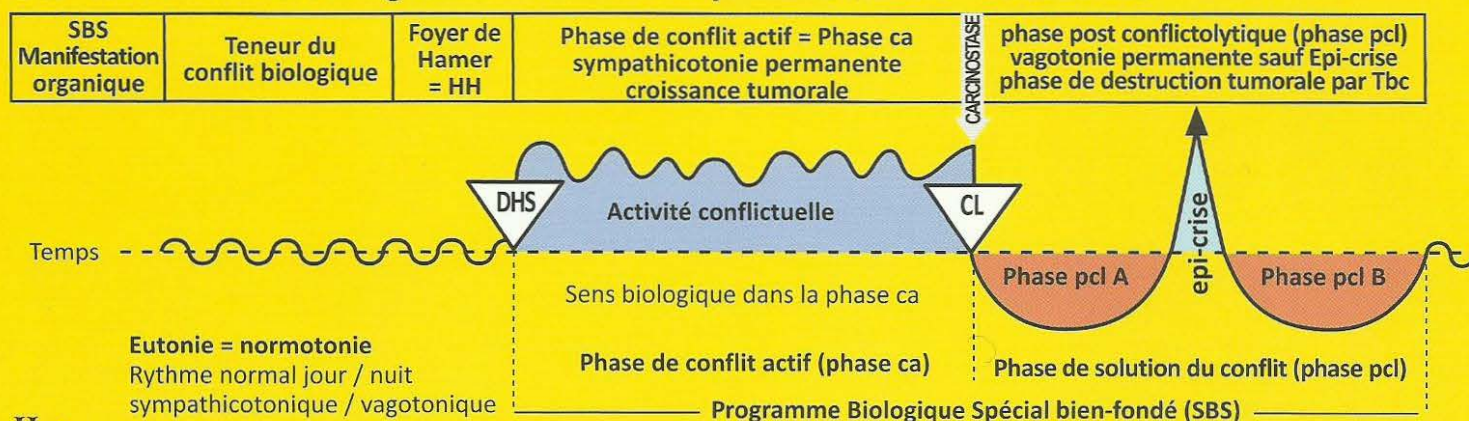 SBS
Manifestation
organique
Teneur du
conflit biologique
Foyer de
Hamer
= HH
Phase de conflit actif = Phase ca
sympathicotonie permanente
croissance tumorale
CARCINOSTASE
phase post conflictolytique (phase pcl)
vagotonie permanente sauf Epi-crise
phase de destruction tumorale par Tbc
DHS
Activité conflictuelle
CL
Temps
Phase pcl A
epi-crise
Phase pcl B
Sens biologique dans la phase ca
Eutonie = normotonie
Rythme normal jour / nuit
sympathicotonique / vagotonique
Phase de conflit actif (phase ca)
Phase de solution du conflit (phase pcl)
Programme Biologique Spécial bien-fondé (SBS)